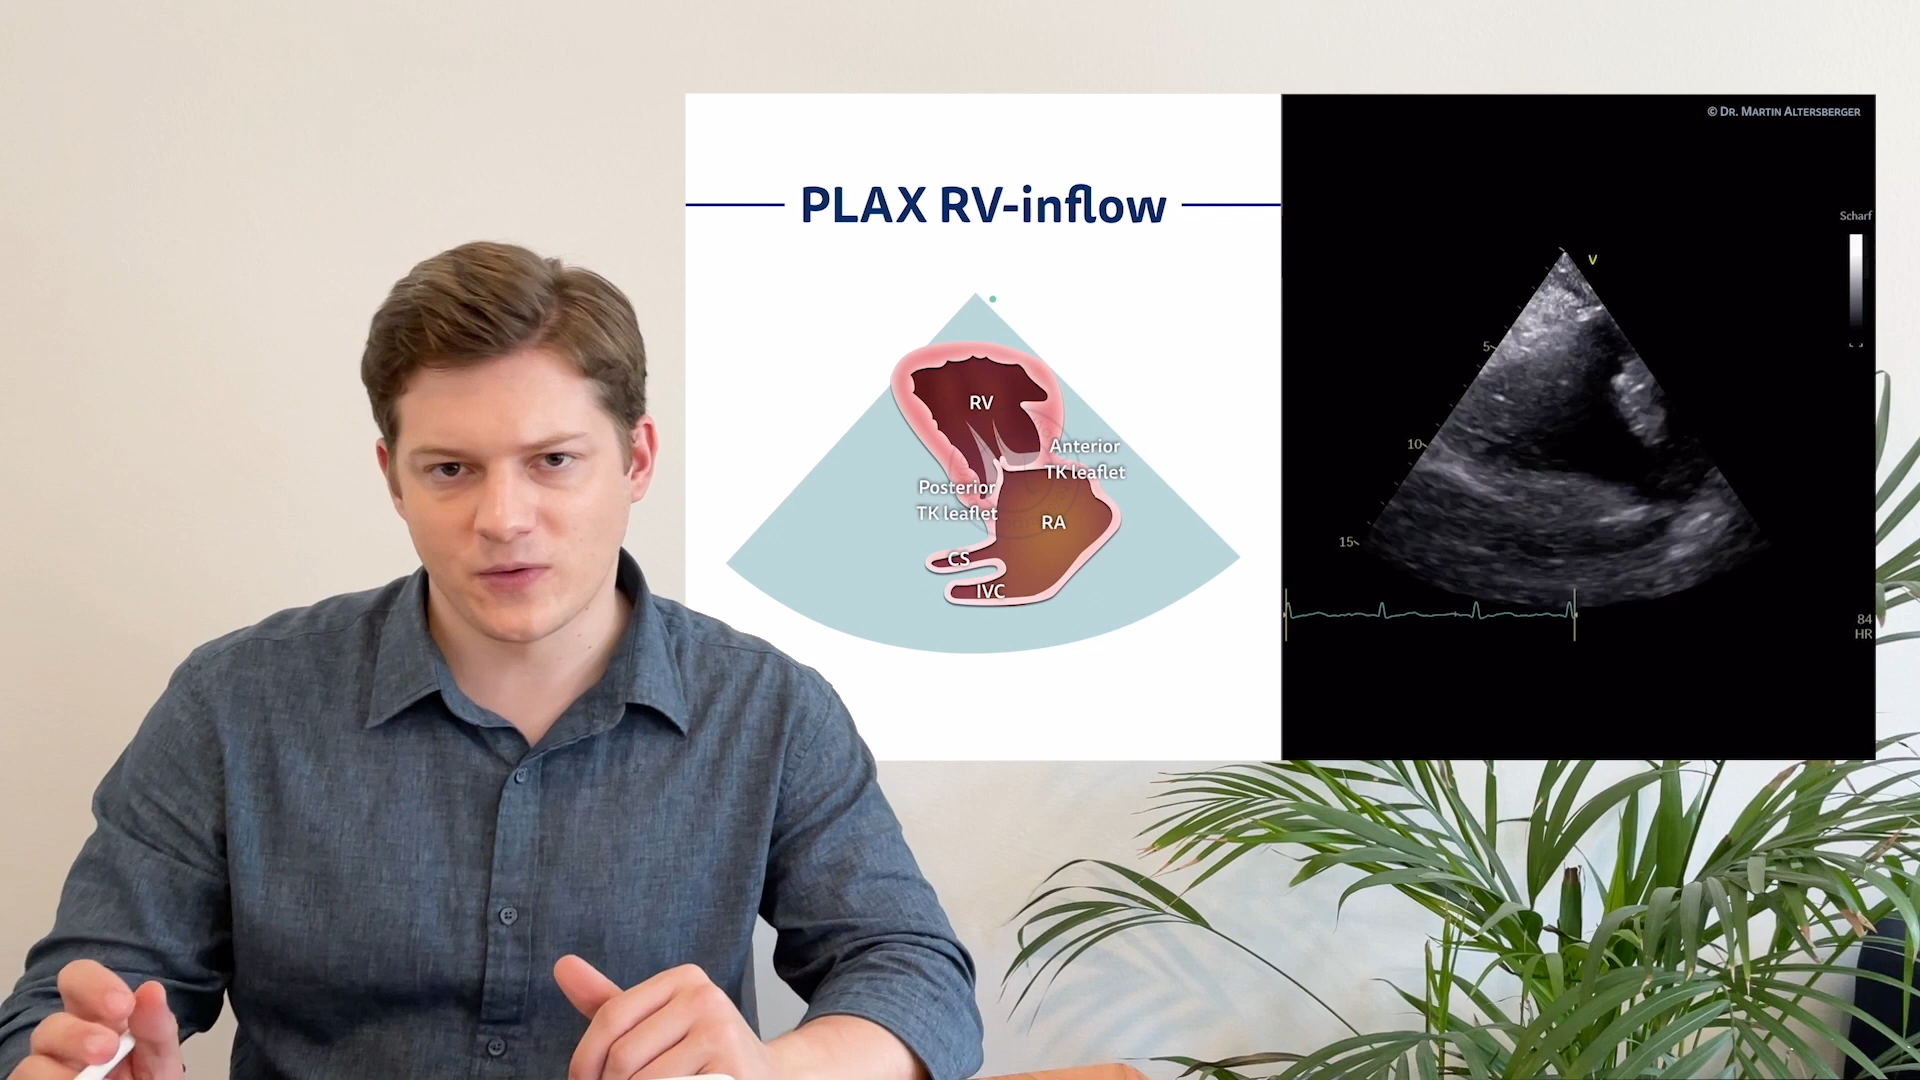 PLAX RV-inflow
RV
Anterior
TK leaflet
Posterior
TK leaflet
RA
CS
IVC
© Dr. Martin Altersberger
Scharf
V
5
10
15
84
HR